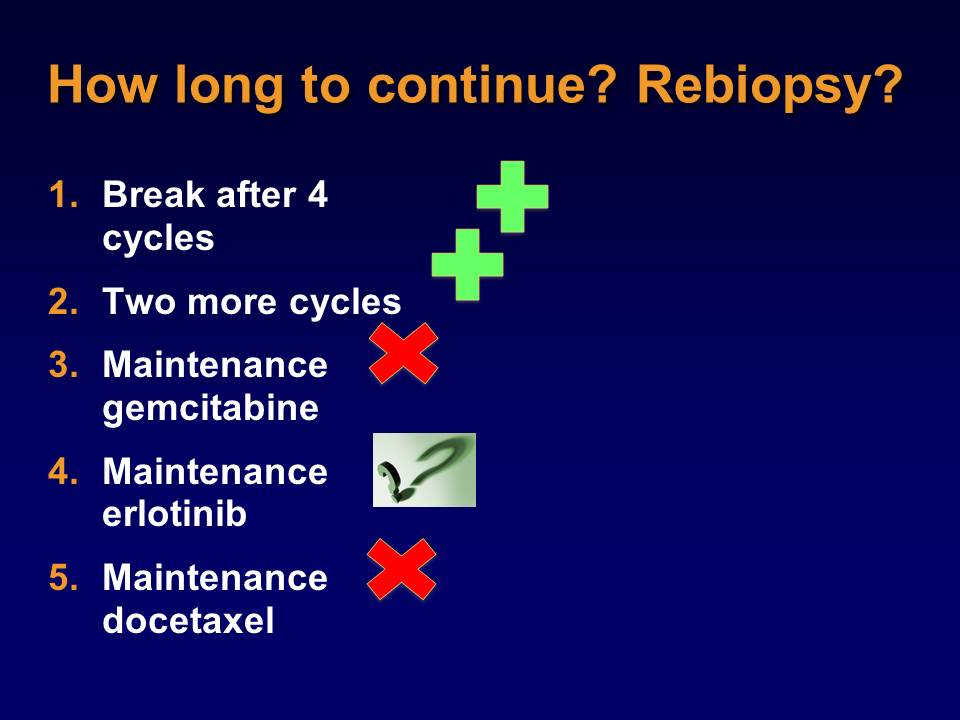 How long to continue? Rebiopsy?
1. Break after 4
cycles
2. Two more cycles
3. Maintenance
gemcitabine
4. Maintenance
erlotinib
5. Maintenance
docetaxel